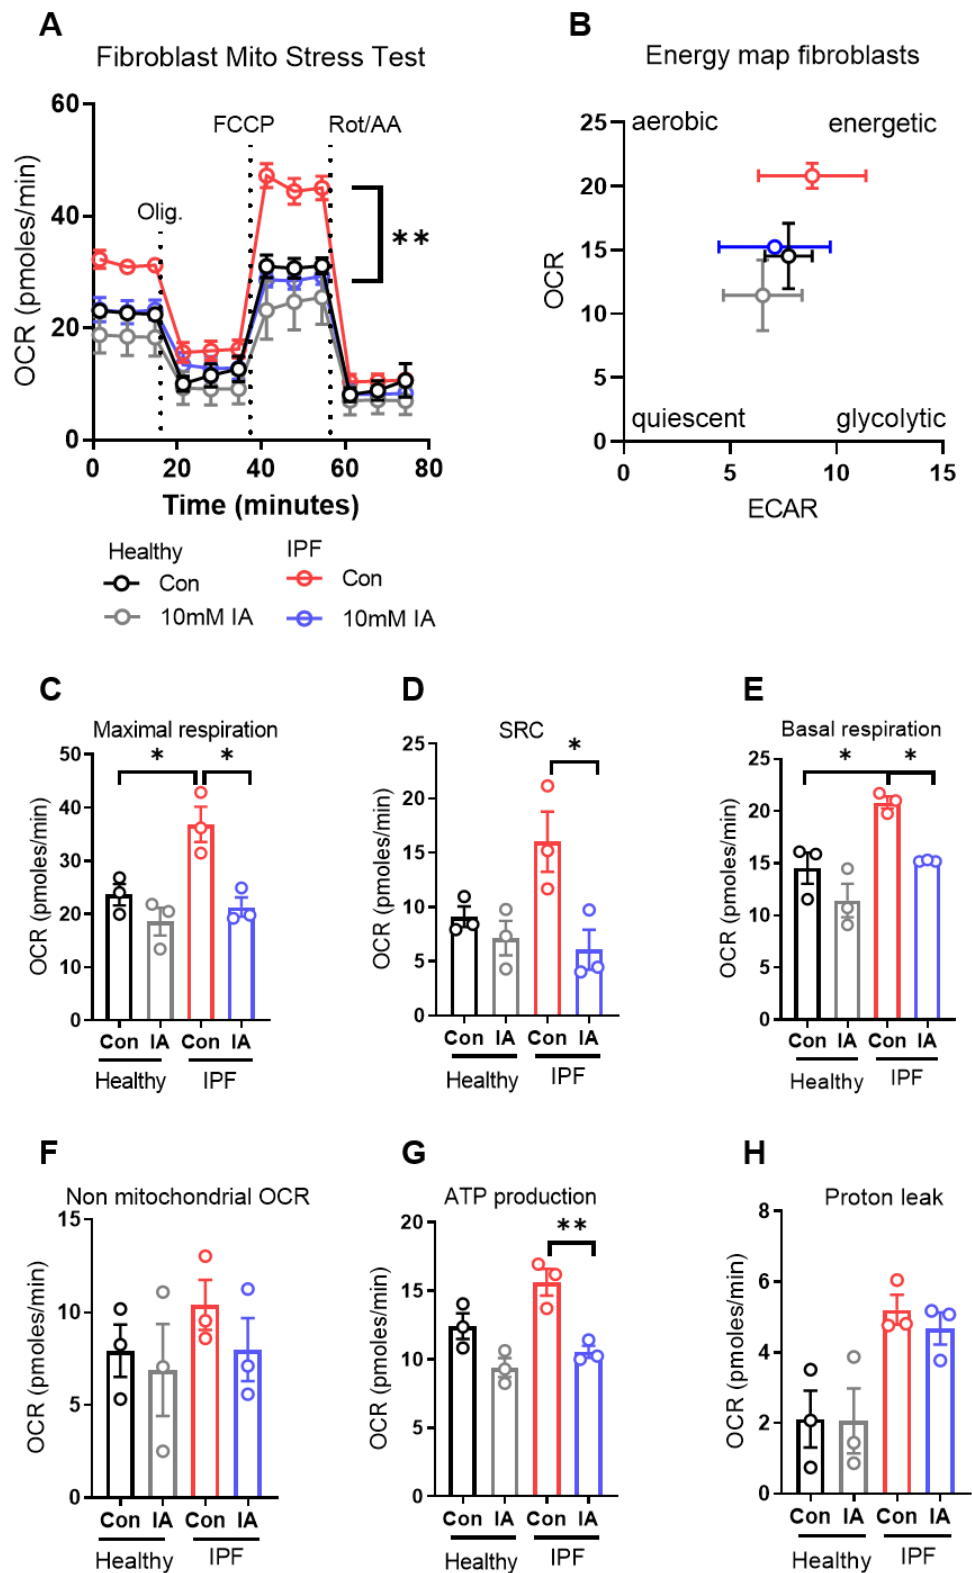 A
Fibroblast Mito Stress Test
60
40
20
0
OCR (pmoles/min)
Olig.
FCCP
Rot/AA
**
0 20 40 60 80
Time (minutes)
B
Energy map fibroblasts
25
20
15
10
5
0
OCR
aerobic energetic
quiescent glycolytic
0 5 10 15
ECAR
Healthy IPF
Con Con
10mM IA 10mM IA
C
Maximal respiration
* *
50
40
30
20
10
0
OCR (pmoles/min)
Con IA Con IA
Healthy IPF
D
SRC
*
25
20
15
10
5
0
OCR (pmoles/min)
Con IA Con IA
Healthy IPF
E
Basal respiration
* *
25
20
15
10
5
0
OCR (pmoles/min)
Con IA Con IA
Healthy IPF
F
Non mitochondrial OCR
15
10
5
0
OCR (pmoles/min)
Con IA Con IA
Healthy IPF
G
ATP production
**
20
15
10
5
0
OCR (pmoles/min)
Con IA Con IA
Healthy IPF
H
Proton leak
8
6
4
2
0
OCR (pmoles/min)
Con IA Con IA
Healthy IPF